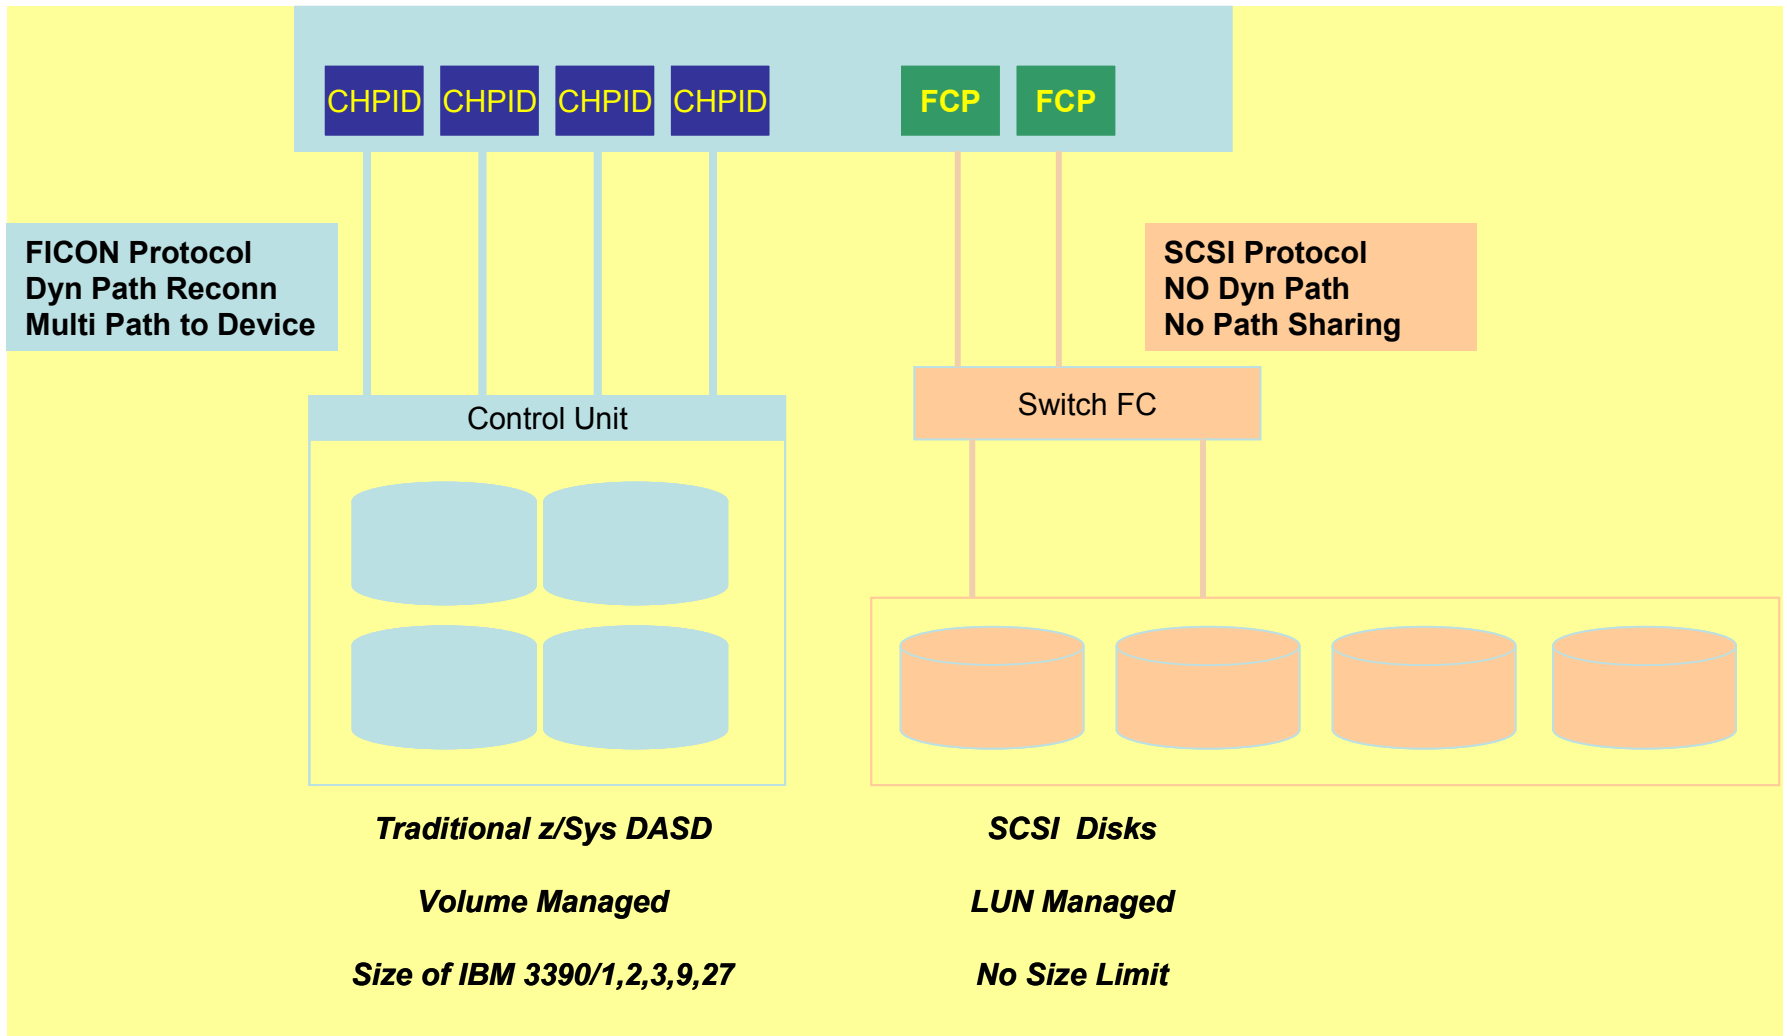 CHPID CHPID CHPID CHPID FCP FCP
FICON Protocol
Dyn Path Reconn
Multi Path to Device
SCSI Protocol
NO Dyn Path
No Path Sharing
Control Unit
Switch FC
Traditional z/Sys DASD
Volume Managed
Size of IBM 3390/1,2,3,9,27
SCSI Disks
LUN Managed
No Size Limit